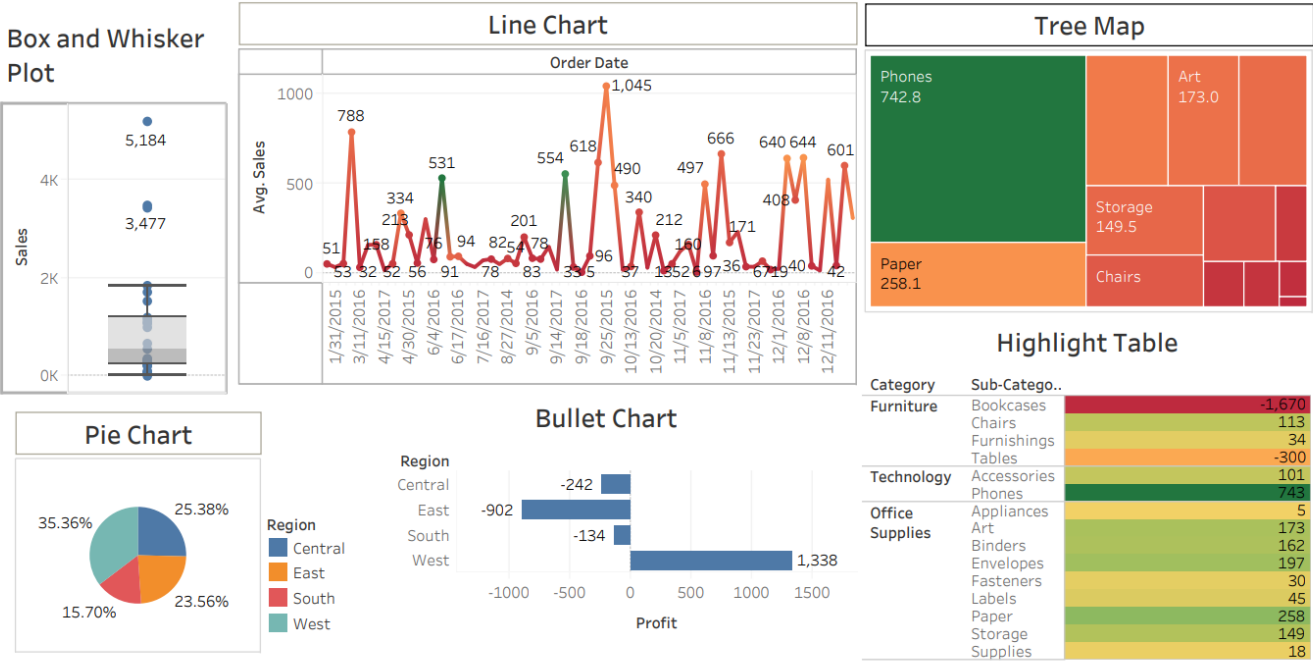 Box and Whisker
Plot
Sales
5,184
4K
3,477
2K
0K
Line Chart
Order Date
Avg. Sales
1000
500
0
1,045
788
666
618
640 644
601
554
531
490
497
408
334
340
213
212
201
171
158
160
76
94
82
54
78
96
51
53
32
52
56
91
78
83
37
97
36
40
42
1/31/2015
3/11/2016
4/15/2017
4/30/2015
6/4/2016
6/17/2016
7/16/2017
8/27/2014
9/5/2016
9/14/2017
9/18/2016
9/25/2015
10/13/2016
10/20/2014
11/5/2017
11/8/2016
11/13/2015
11/23/2017
12/1/2017
12/8/2016
12/11/2016
Tree Map
Phones
742.8
Art
173.0
Storage
149.5
Paper
258.1
Chairs
Highlight Table
Category Sub-Catego..
Furniture Bookcases -1,670
Chairs 113
Furnishings 34
Tables -300
Technology Accessories 101
Phones 743
Office Appliances 5
Supplies Art 173
Binders 162
Envelopes 197
Fasteners 30
Labels 45
Paper 258
Storage 149
Supplies 18
Pie Chart
35.36%
25.38%
15.70%
23.56%
Region
Central
East
South
West
Bullet Chart
Region
Central -242
East -902
South -134
West 1,338
-1000 -500 0 500 1000 1500
Profit